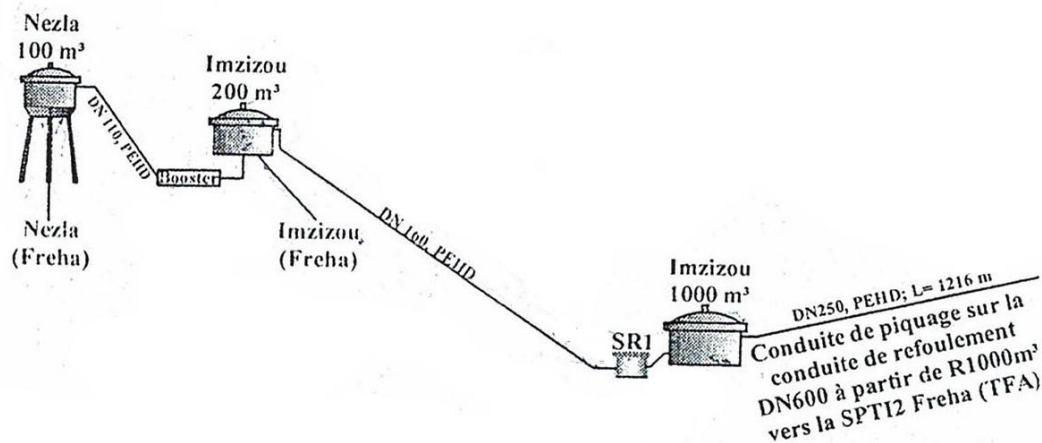 Nezla
100 m³
Imzizou
200 m³
DN 110, PEHD
Booster
Nezla
(Freha)
Imzizou
(Freha)
DN 160, PEHD
Imzizou
1000 m³
SR1
DN250, PEHD; L= 1216 m
Conduite de piquage sur la
conduite de refoulement
DN600 à partir de R1000m³
vers la SPTI2 Freha (TFA)